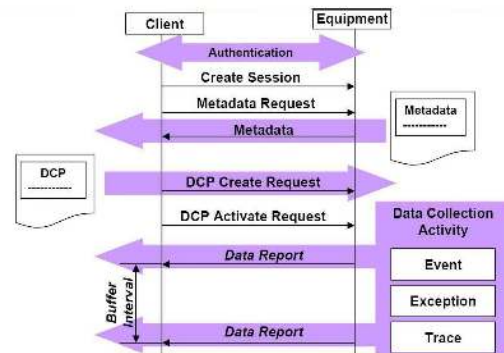 Client
Equipment
Authentication
Create Session
Metadata Request
Metadata
Metadata
DCP
DCP Create Request
DCP Activate Request
Data Collection
Activity
Data Report
Event
Buffer
Interval
Exception
Data Report
Trace